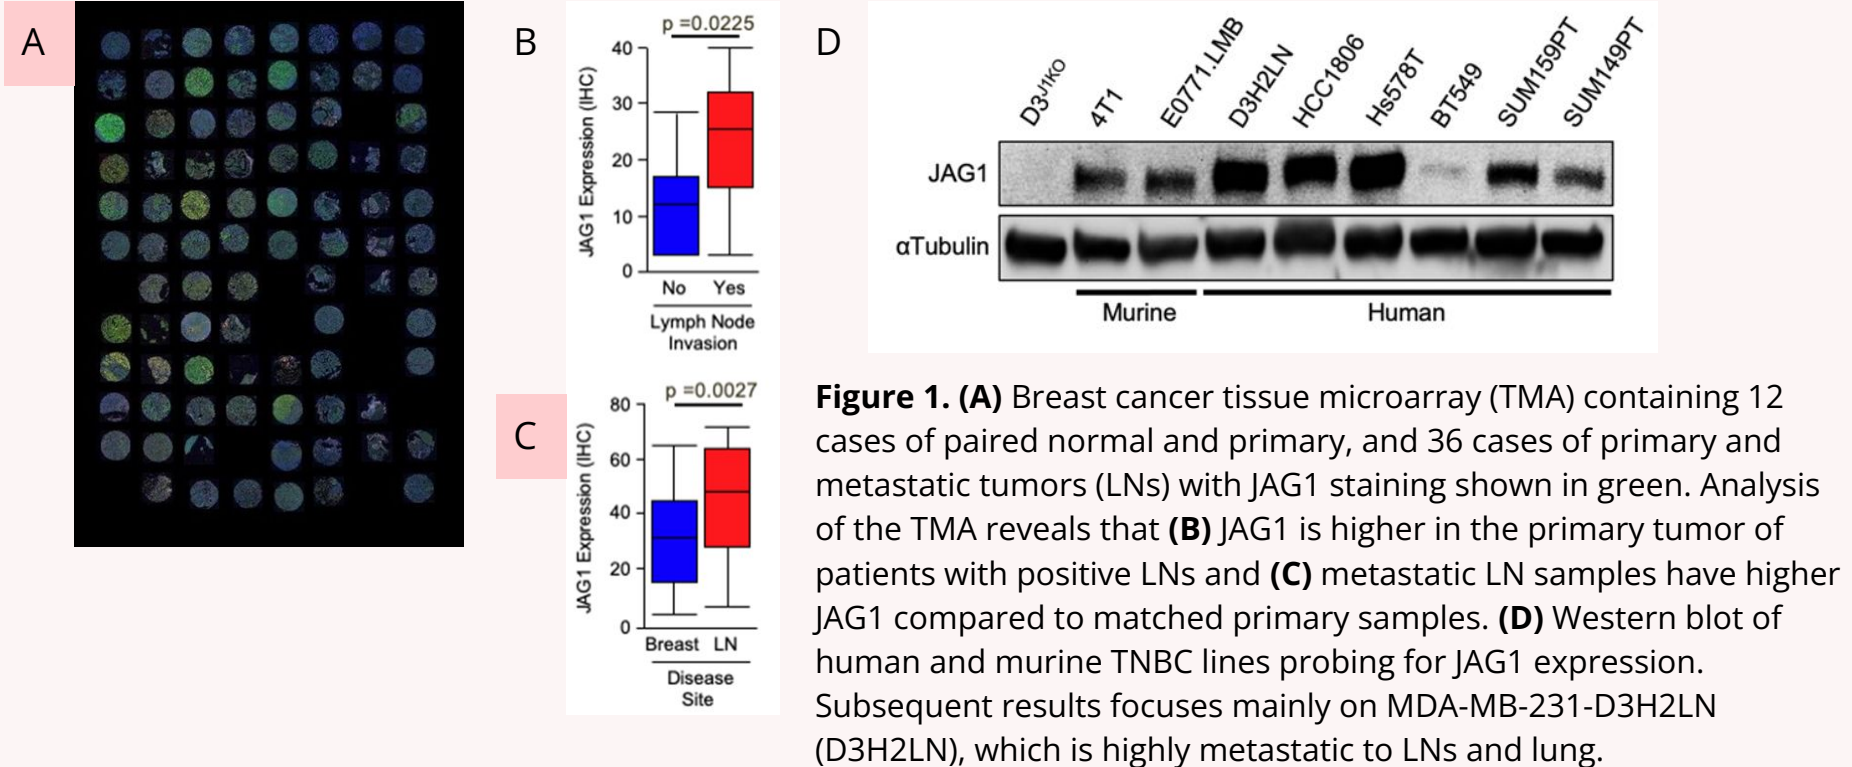 A
B
p =0.0225
JAG1 Expression (IHC)
40
30
20
10
0
No Yes
Lymph Node
Invasion
C
p =0.0027
JAG1 Expression (IHC)
80
60
40
20
0
Breast LN
Disease
Site
D
D3J1KO
4T1
E0771.LMB
D3H2LN
HCC1806
Hs578T
BT549
SUM159PT
SUM149PT
JAG1
αTubulin
Murine Human
Figure 1. (A) Breast cancer tissue microarray (TMA) containing 12
cases of paired normal and primary, and 36 cases of primary and
metastatic tumors (LNs) with JAG1 staining shown in green. Analysis
of the TMA reveals that (B) JAG1 is higher in the primary tumor of
patients with positive LNs and (C) metastatic LN samples have higher
JAG1 compared to matched primary samples. (D) Western blot of
human and murine TNBC lines probing for JAG1 expression.
Subsequent results focuses mainly on MDA-MB-231-D3H2LN
(D3H2LN), which is highly metastatic to LNs and lung.